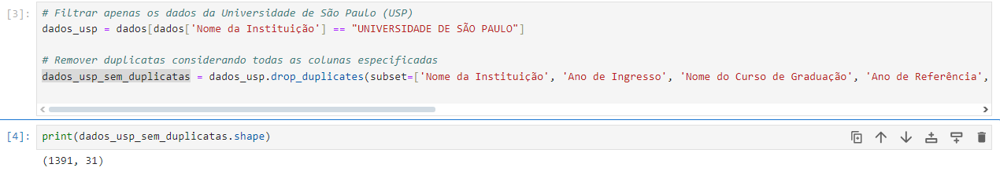 [3]: # Filtrar apenas os dados da Universidade de São Paulo (USP)
dados_usp = dados[dados['Nome da Instituição'] == "UNIVERSIDADE DE SÃO PAULO"]
# Remover duplicatas considerando todas as colunas especificadas
dados_usp_sem_duplicatas = dados_usp.drop_duplicates(subset=['Nome da Instituição', 'Ano de Ingresso', 'Nome do Curso de Graduação', 'Ano de Referência',
[4]: print(dados_usp_sem_duplicatas.shape)
(1391, 31)